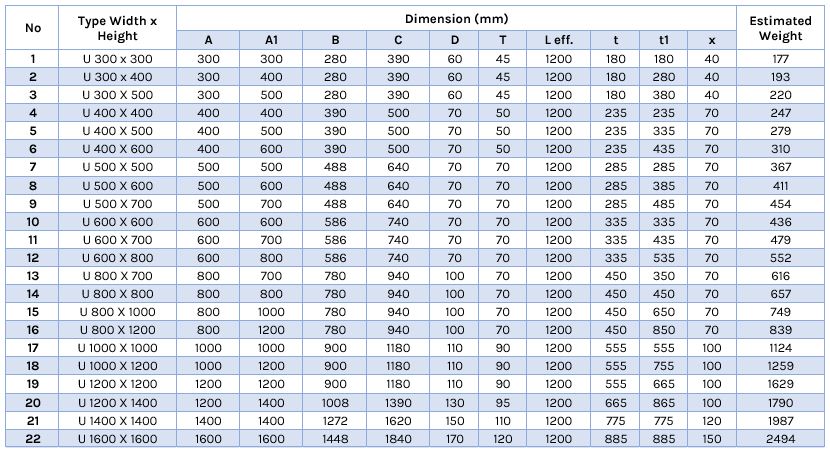 No Type Width x Height Dimension (mm) Estimated Weight
A A1 B C D T L eff. t t1 x
1 U 300 x 300 300 300 280 390 60 45 1200 180 180 40 177
2 U 300 x 400 300 400 280 390 60 45 1200 180 280 40 193
3 U 300 X 500 300 500 280 390 60 45 1200 180 380 40 220
4 U 400 X 400 400 400 390 500 70 50 1200 235 235 70 247
5 U 400 X 500 400 500 390 500 70 50 1200 235 335 70 279
6 U 400 X 600 400 600 390 500 70 50 1200 235 435 70 310
7 U 500 X 500 500 500 488 640 70 70 1200 285 285 70 367
8 U 500 X 600 500 600 488 640 70 70 1200 285 385 70 411
9 U 500 X 700 500 700 488 640 70 70 1200 285 485 70 454
10 U 600 X 600 600 600 586 740 70 70 1200 335 335 70 436
11 U 600 X 700 600 700 586 740 70 70 1200 335 435 70 479
12 U 600 X 800 600 800 586 740 70 70 1200 335 535 70 552
13 U 800 X 700 800 700 780 940 100 70 1200 450 350 70 616
14 U 800 X 800 800 800 780 940 100 70 1200 450 450 70 657
15 U 800 X 1000 800 1000 780 940 100 70 1200 450 650 70 749
16 U 800 X 1200 800 1200 780 940 100 70 1200 450 850 70 839
17 U 1000 X 1000 1000 1000 900 1180 110 90 1200 555 555 100 1124
18 U 1000 X 1200 1000 1200 900 1180 110 90 1200 555 755 100 1259
19 U 1200 X 1200 1200 1200 900 1180 110 90 1200 555 665 100 1629
20 U 1200 X 1400 1200 1400 1008 1390 130 95 1200 665 865 100 1790
21 U 1400 X 1400 1400 1400 1272 1620 150 110 1200 775 775 120 1987
22 U 1600 X 1600 1600 1600 1448 1840 170 120 1200 885 885 150 2494